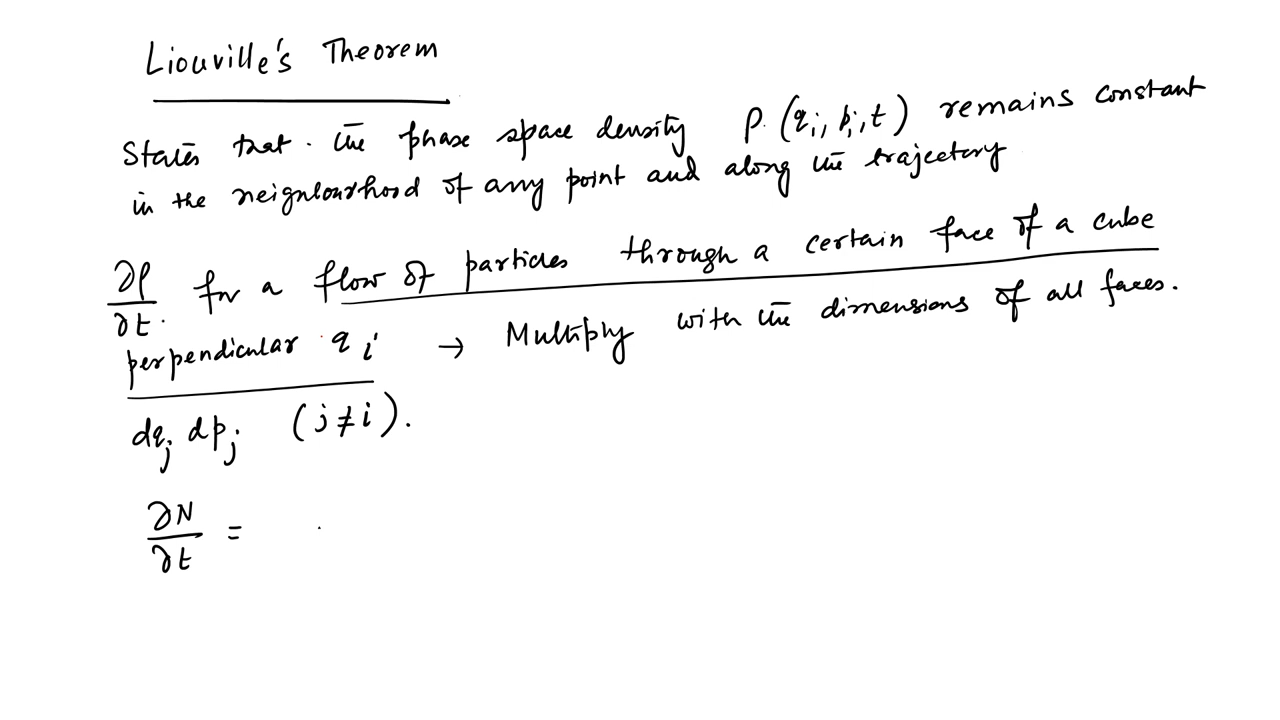 Liouville's Theorem
States that. the phase space density ρ. (qi, pi, t) remains constant
in the neighbourhood of any point and along the trajectory
∂ρ/∂t. for a flow of particles through a certain face of a cube
perpendicular qi → Multiply with the dimensions of all faces.
dqj dpj (j≠i).
∂N/∂t =